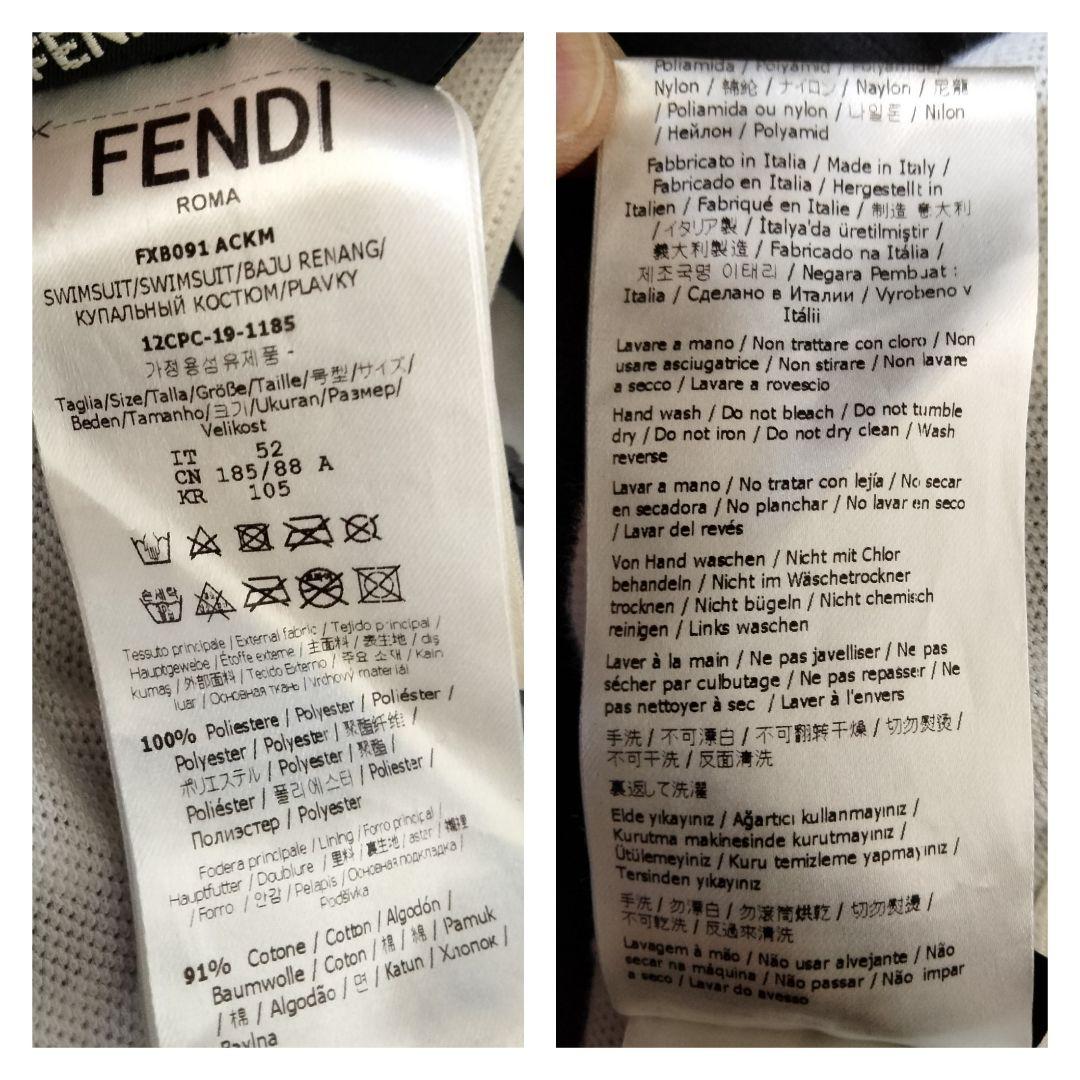 FEN
FENDI
ROMA
FXB091 ACKM
SWIMSUIT/SWIMSUIT/BAJU RENANG/
КУПАЛЬНЫЙ КОСТЮМ/PLAVKY
12CPC-19-1185
가정용섬유제품 -
Taglia/Size/Talla/Größe/Taille/号型/サイズ/
Beden/Tamanho/크기/Ukuran/Размер/
Velikost
IT 52
CN 185/88 A
KR 105
손세탁
Tessuto principale / External fabric / Tejido principal /
Hauptgewebe / Étoffe externe / 主面料 / 表生地 / dış
kumaş / 外部面料 / Tecido Externo / 주요 소재 / Kain
luar / Основная ткань / Vrchový materiál
100% Poliestere / Polyester / Poliéster /
Polyester / Polyester / 聚酯纤维 /
ポリエステル / Polyester / 聚酯 /
Poliéster / 폴리에스터 / Poliester /
Полиэстер / Polyester
Fodera principale / Lining / Forro principal /
Hauptfutter / Doublure / 里料 / 裏生地 / astar / 襯裡
/ Forro / 안감 / Pelapis / Основная подкладка /
Podšívka
91% Cotone / Cotton / Algodón /
Baumwolle / Coton / 棉 / 綿 / Pamuk
/ 棉 / Algodão / 면 / Katun / Хлопок /
Bavlna
Poliamida / Polyamid / Polyamide /
Nylon / 锦纶 / ナイロン / Naylon / 尼龍
/ Poliamida ou nylon / 나일론 / Nilon
/ Нейлон / Polyamid
Fabbricato in Italia / Made in Italy /
Fabricado en Italia / Hergestellt in
Italien / Fabriqué en Italie / 制造 意大利
/ イタリア製 / İtalya'da üretilmiştir /
義大利製造 / Fabricado na Itália /
제조국명 이태리 / Negara Pembuat :
Italia / Сделано в Италии / Vyrobeno v
Itálii
Lavare a mano / Non trattare con cloro / Non
usare asciugatrice / Non stirare / Non lavare
a secco / Lavare a rovescio
Hand wash / Do not bleach / Do not tumble
dry / Do not iron / Do not dry clean / Wash
reverse
Lavar a mano / No tratar con lejía / No secar
en secadora / No planchar / No lavar en seco
/ Lavar del revés
Von Hand waschen / Nicht mit Chlor
behandeln / Nicht im Wäschetrockner
trocknen / Nicht bügeln / Nicht chemisch
reinigen / Links waschen
Laver à la main / Ne pas javelliser / Ne pas
sécher par culbutage / Ne pas repasser / Ne
pas nettoyer à sec / Laver à l'envers
手洗 / 不可漂白 / 不可翻转干燥 / 切勿熨烫 /
不可干洗 / 反面清洗
裏返して洗濯
Elde yıkayınız / Ağartıcı kullanmayınız /
Kurutma makinesinde kurutmayınız /
Ütülemeyiniz / Kuru temizleme yapmayınız /
Tersinden yıkayınız
手洗 / 勿漂白 / 勿滾筒烘乾 / 切勿熨燙 /
不可乾洗 / 反過來清洗
Lavagem à mão / Não usar alvejante / Não
secar na máquina / Não passar / Não impar
a seco / Lavar do avesso